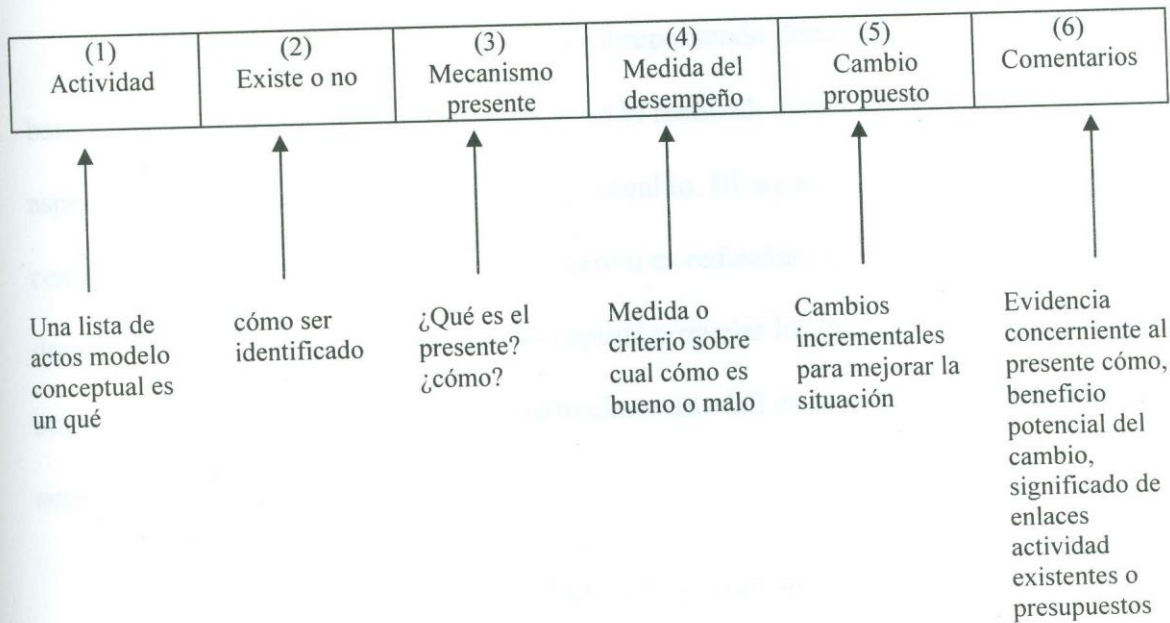 (1)
Actividad
(2)
Existe o no
(3)
Mecanismo
presente
(4)
Medida del
desempeño
(5)
Cambio
propuesto
(6)
Comentarios
Una lista de
actos modelo
conceptual es
un qué
cómo ser
identificado
¿Qué es el
presente?
¿cómo?
Medida o
criterio sobre
cual cómo es
bueno o malo
Cambios
incrementales
para mejorar la
situación
Evidencia
concerniente al
presente cómo,
beneficio
potencial del
cambio,
significado de
enlaces
actividad
existentes o
presupuestos